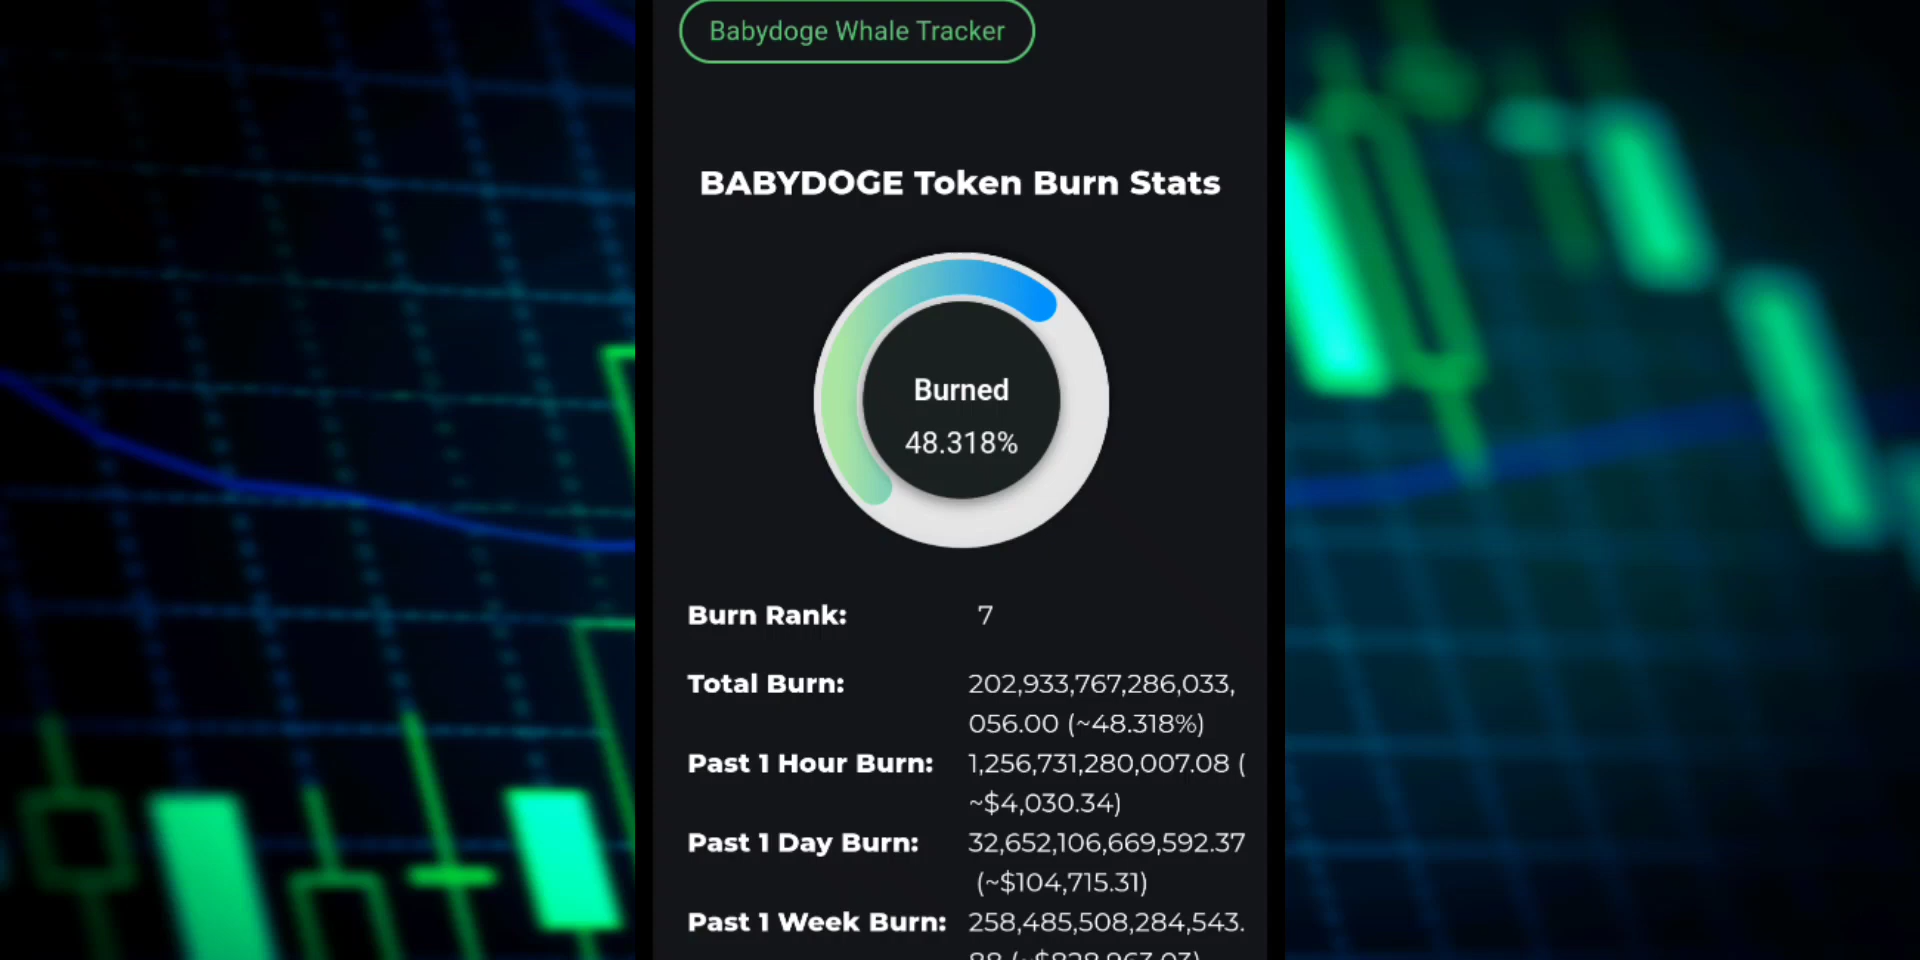 Babydoge Whale Tracker
BABYDOGE Token Burn Stats
Burned
48.318%
Burn Rank: 7
Total Burn: 202,933,767,286,033,
056.00 (~48.318%)
Past 1 Hour Burn: 1,256,731,280,007.08 (
~$4,030.34)
Past 1 Day Burn: 32,652,106,669,592.37
(~$104,715.31)
Past 1 Week Burn: 258,485,508,284,543.